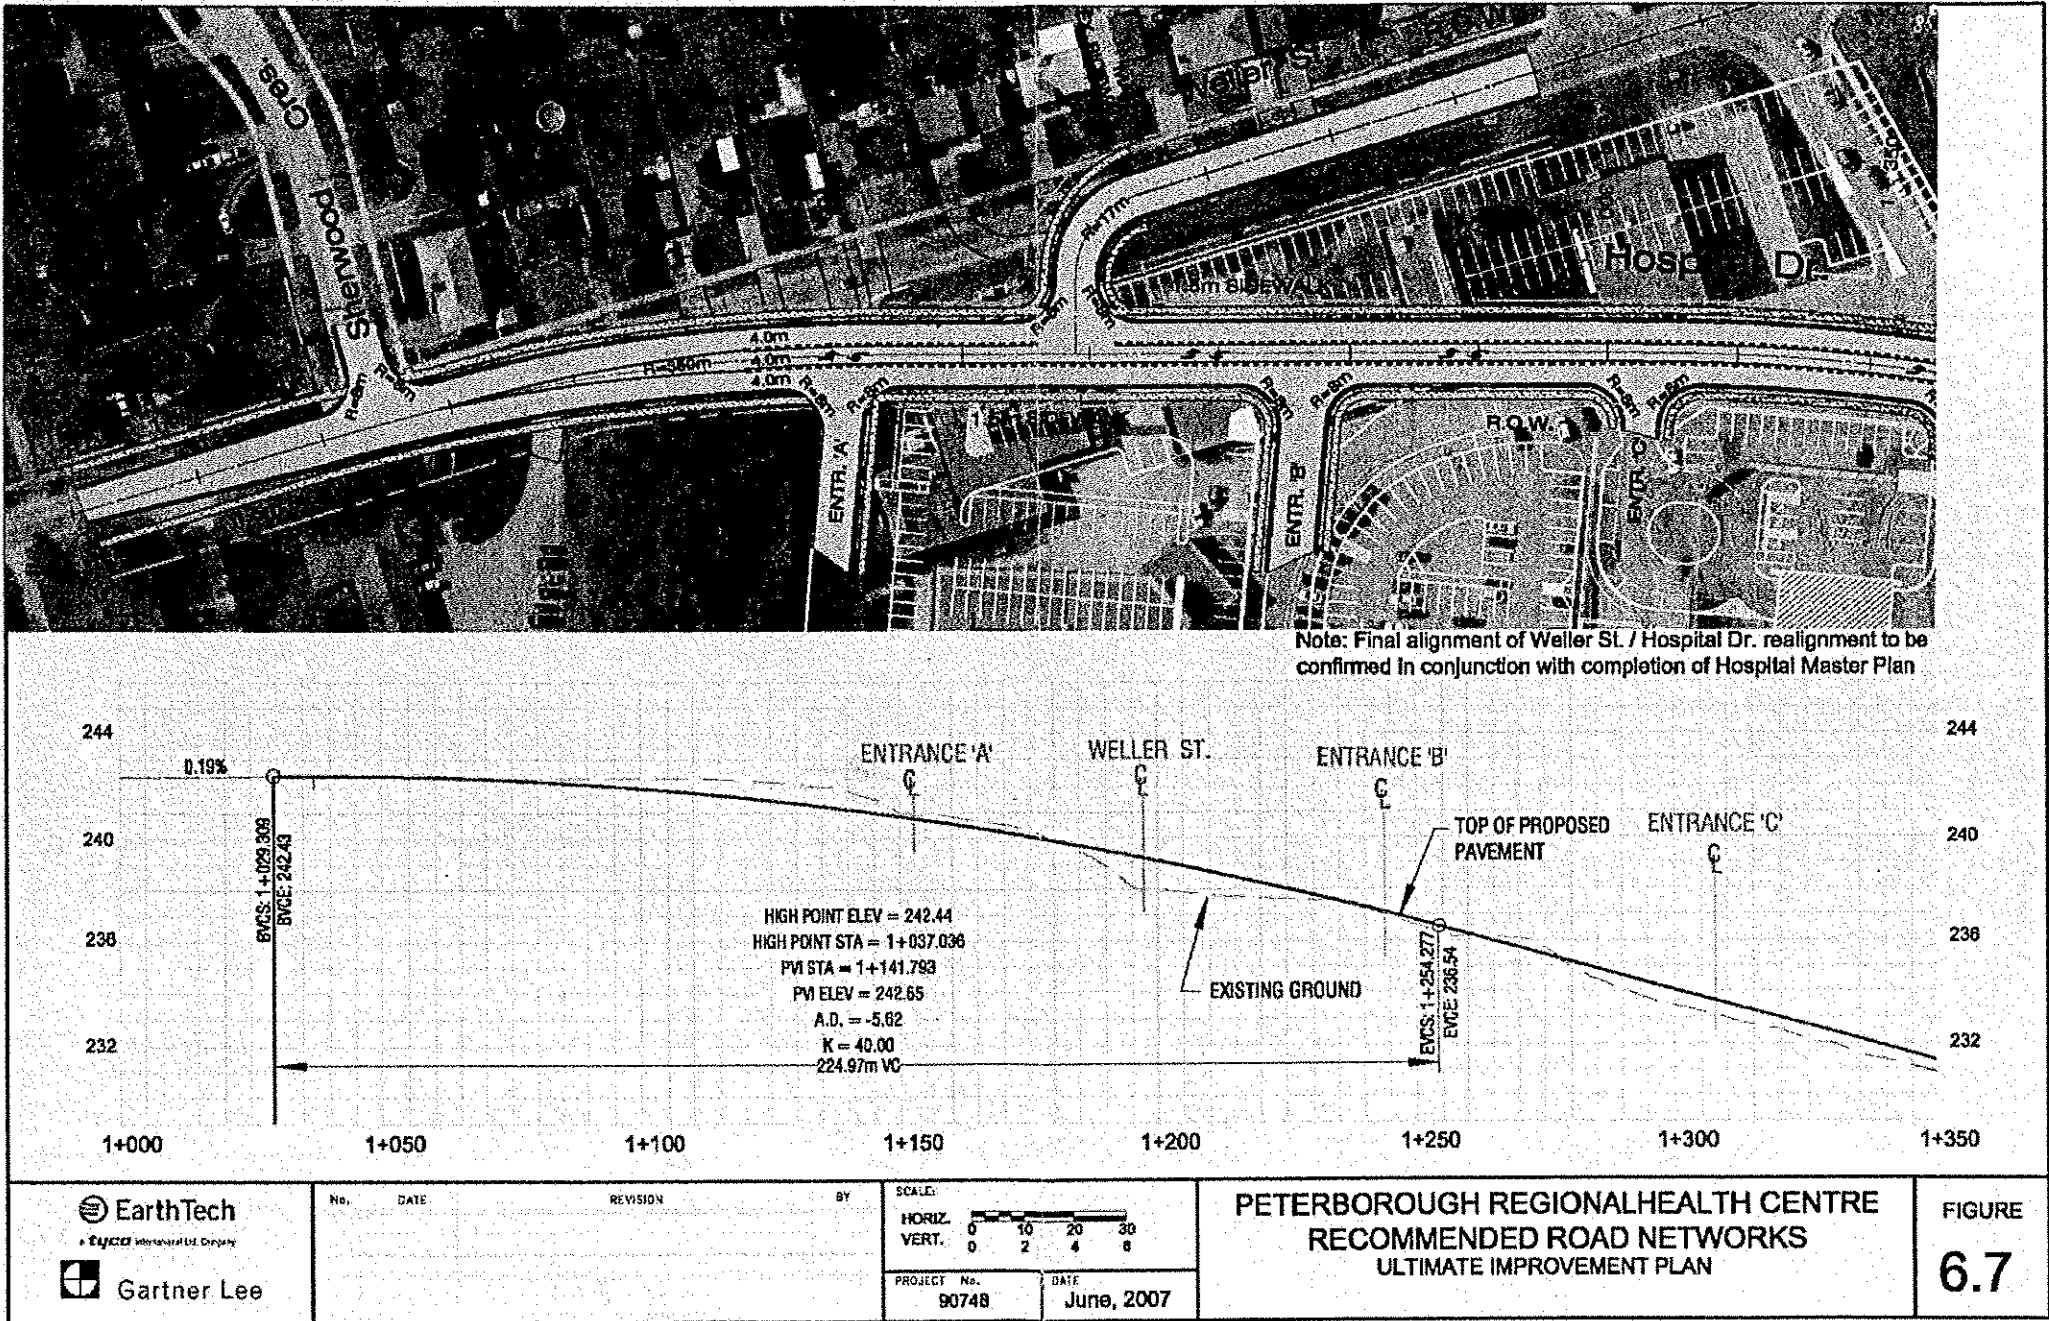 Cres.
Sherwood
Weller St
R=17m
Hosp Dr.
1.5m SIDEWALK
4.0m
4.0m
4.0m
R=8m
R=8m
R=8m
R=8m
R=8m
R=8m
R=8m
ENTR. 'A'
ENTR. 'B'
ENTR. 'C'
R.O.W.
Note: Final alignment of Weller St. / Hospital Dr. realignment to be
confirmed in conjunction with completion of Hospital Master Plan
244
240
236
232
244
240
236
232
0.19%
BVCS: 1+029.309
BVCE: 242.43
ENTRANCE 'A'
WELLER ST.
ENTRANCE 'B'
ENTRANCE 'C'
TOP OF PROPOSED
PAVEMENT
EXISTING GROUND
HIGH POINT ELEV = 242.44
HIGH POINT STA = 1+037.036
PVI STA = 1+141.793
PVI ELEV = 242.65
A.D. = -5.62
K = 40.00
224.97m VC
EVCS: 1+254.277
EVCE: 236.54
1+000
1+050
1+100
1+150
1+200
1+250
1+300
1+350
EarthTech
a tyco International Ltd. Company
Gartner Lee
No. DATE REVISION BY
SCALE:
HORIZ. 0 10 20 30
VERT. 0 2 4 6
PROJECT No.
90748
DATE
June, 2007
PETERBOROUGH REGIONALHEALTH CENTRE
RECOMMENDED ROAD NETWORKS
ULTIMATE IMPROVEMENT PLAN
FIGURE
6.7